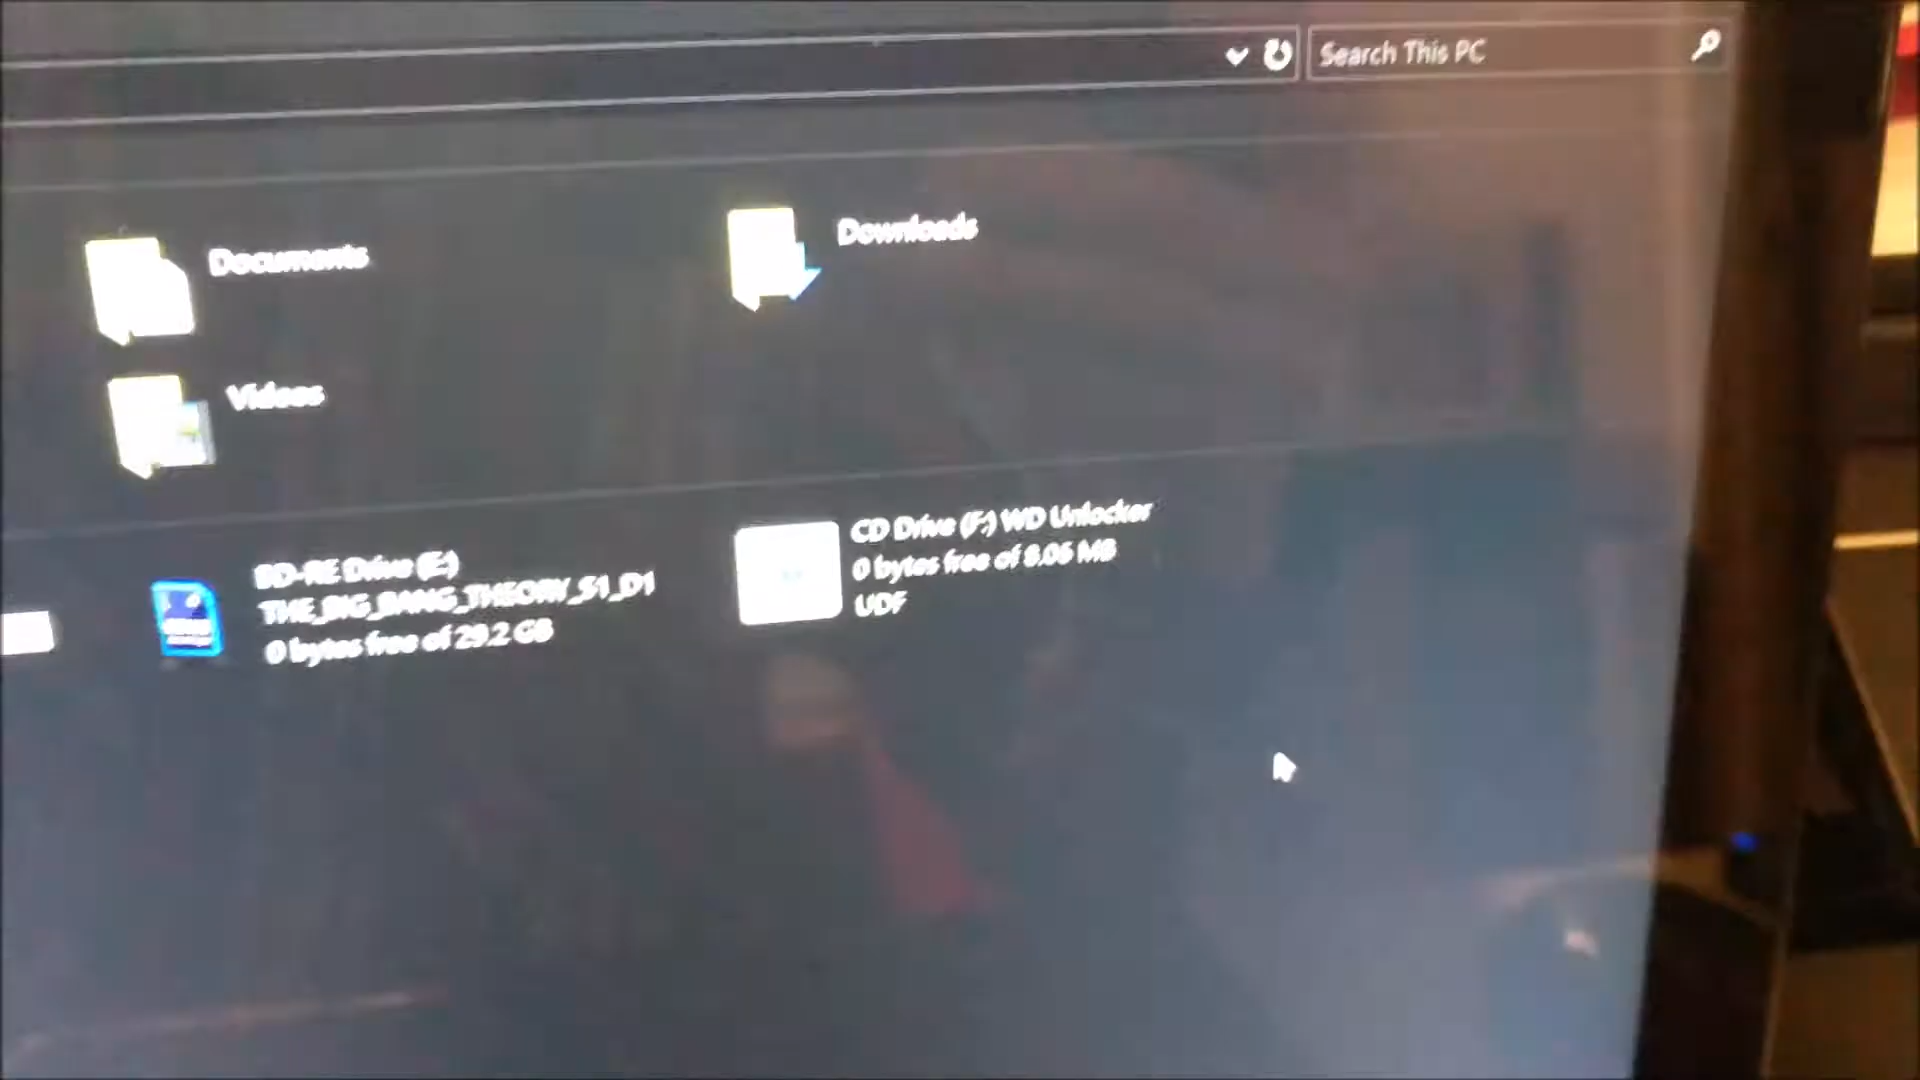 Search This PC
Documents
Downloads
Videos
BD-RE Drive (E:)
THE_BIG_BANG_THEORY_S1_D1
0 bytes free of 29.2 GB
CD Drive (F:) WD Unlocker
0 bytes free of 8.06 MB
UDF